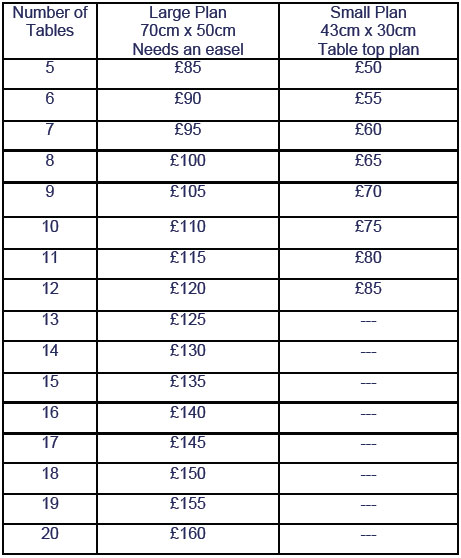 Number of Large Plan Small Plan
Tables 70cm x 50cm 43cm x 30cm
Needs an easel Table top plan
5 £85 £50
6 £90 £55
7 £95 £60
8 £100 £65
9 £105 £70
10 £110 £75
11 £115 £80
12 £120 £85
13 £125 ---
14 £130 ---
15 £135 ---
16 £140 ---
17 £145 ---
18 £150 ---
19 £155 ---
20 £160 ---